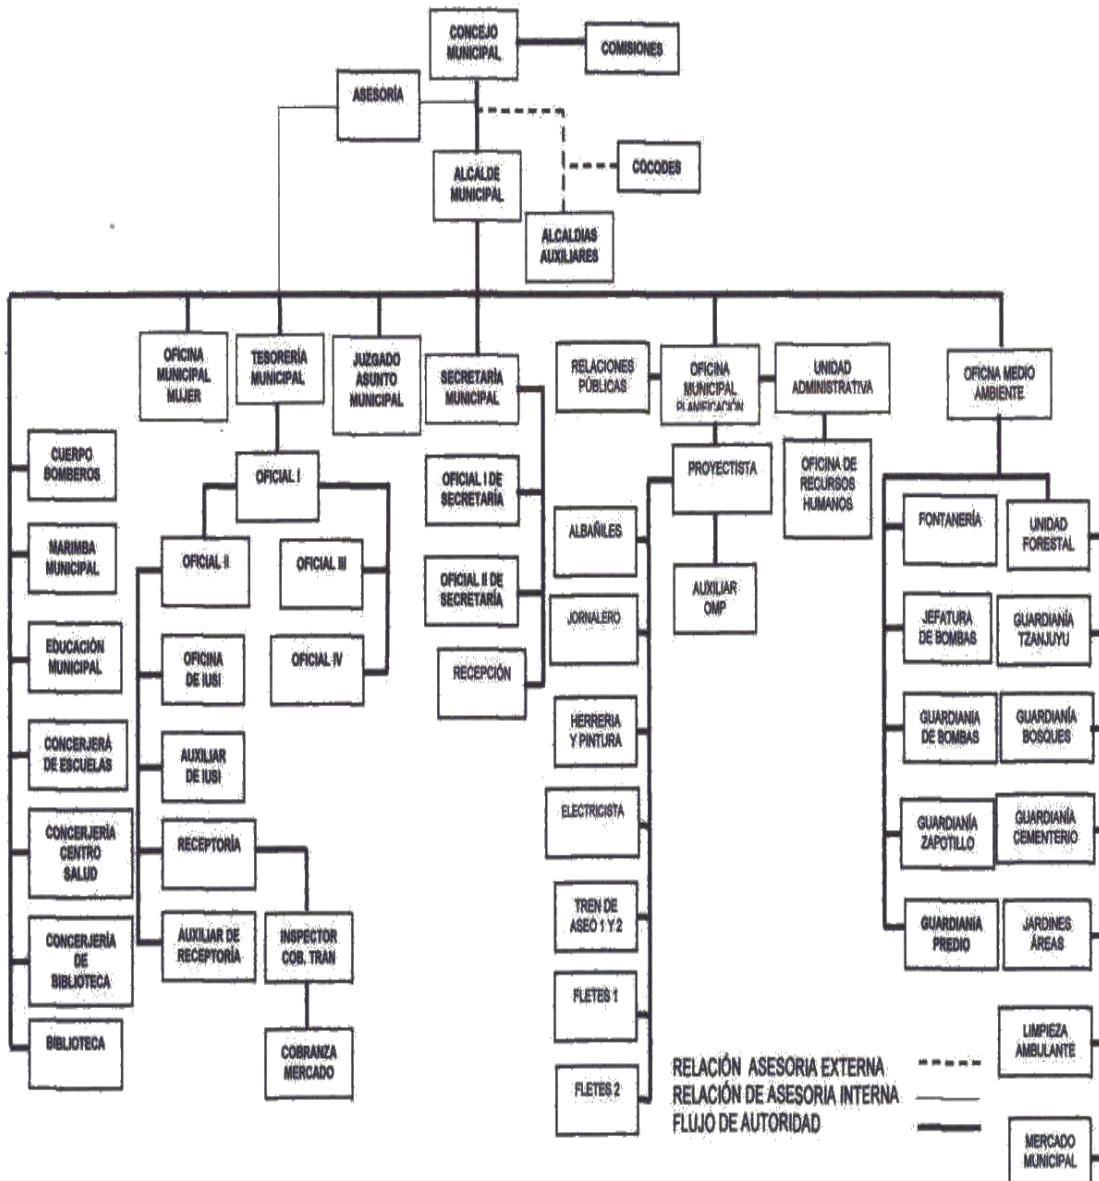 CONCEJO
MUNICIPAL
COMISIONES
ASESORÍA
ALCALDE
MUNICIPAL
COCODES
ALCALDIAS
AUXILIARES
OFICINA
MUNICIPAL
MUJER
TESORERÍA
MUNICIPAL
JUZGADO
ASUNTO
MUNICIPAL
SECRETARÍA
MUNICIPAL
RELACIONES
PÚBLICAS
OFICINA
MUNICIPAL
PLANIFICACIÓN
UNIDAD
ADMINISTRATIVA
OFICNA MEDIO
AMBIENTE
CUERPO
BOMBEROS
MARIMBA
MUNICIPAL
EDUCACIÓN
MUNICIPAL
CONCERJERÁ
DE ESCUELAS
CONCERJERÍA
CENTRO
SALUD
CONCERJERÍA
DE
BIBLIOTECA
BIBLIOTECA
OFICIAL I
OFICIAL II
OFICIAL III
OFICINA
DE IUSI
OFICIAL IV
AUXILIAR
DE IUSI
RECEPTORÍA
AUXILIAR DE
RECEPTORÍA
INSPECTOR
COB. TRAN
COBRANZA
MERCADO
OFICIAL I DE
SECRETARÍA
OFICIAL II DE
SECRETARÍA
RECEPCIÓN
PROYECTISTA
OFICINA DE
RECURSOS
HUMANOS
AUXILIAR
OMP
ALBAÑILES
JORNALERO
HERRERIA
Y PINTURA
ELECTRICISTA
TREN DE
ASEO 1 Y 2
FLETES 1
FLETES 2
FONTANERÍA
UNIDAD
FORESTAL
JEFATURA
DE BOMBAS
GUARDIANÍA
TZANJUYU
GUARDIANÍA
DE BOMBAS
GUARDIANÍA
BOSQUES
GUARDIANÍA
ZAPOTILLO
GUARDIANÍA
CEMENTERIO
GUARDIANÍA
PREDIO
JARDINES
ÁREAS
LIMPIEZA
AMBULANTE
MERCADO
MUNICIPAL
RELACIÓN ASESORIA EXTERNA
RELACIÓN DE ASESORIA INTERNA
FLUJO DE AUTORIDAD